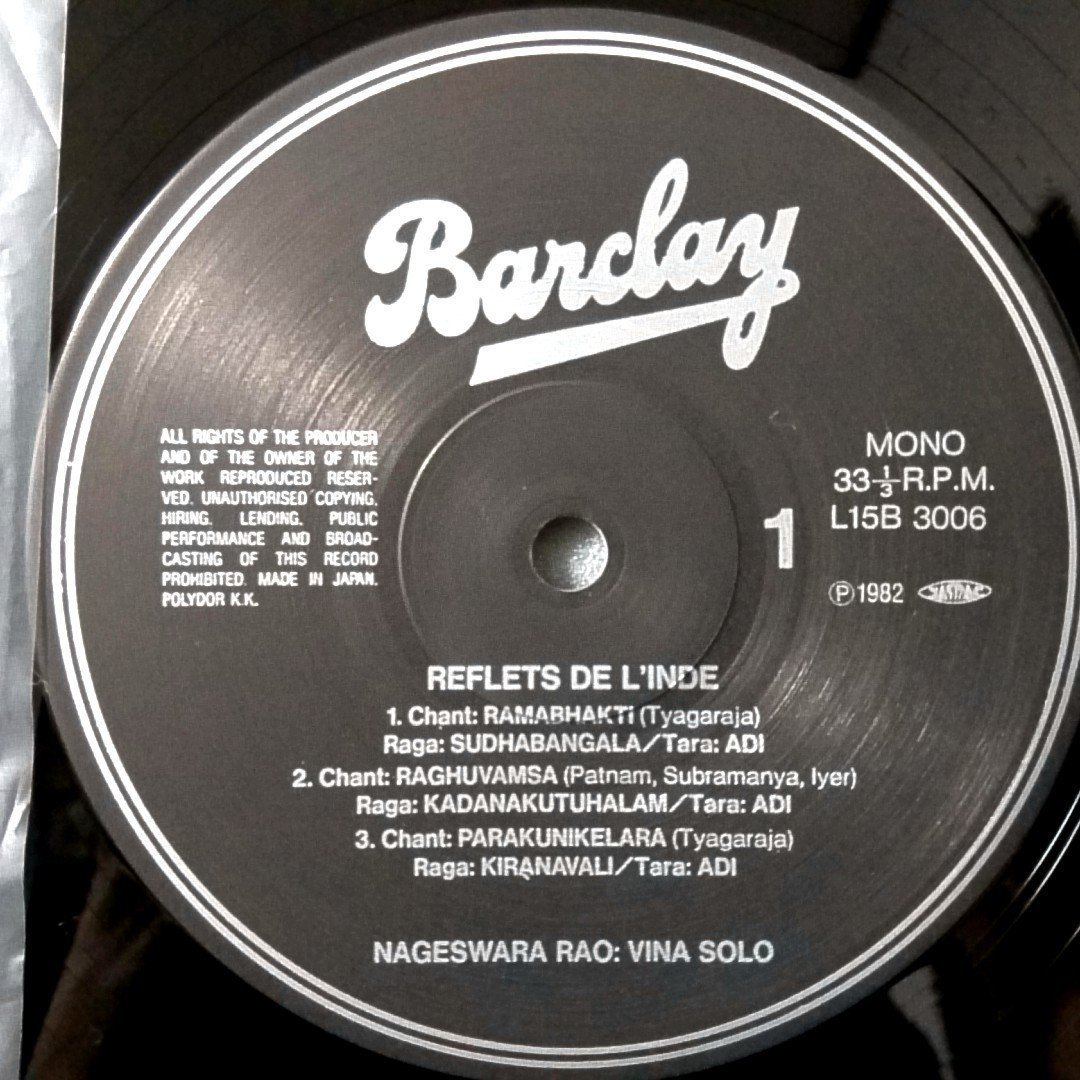 Barclay
ALL RIGHTS OF THE PRODUCER
AND OF THE OWNER OF THE
WORK REPRODUCED RESER-
VED. UNAUTHORISED COPYING,
HIRING, LENDING, PUBLIC
PERFORMANCE AND BROAD-
CASTING OF THIS RECORD
PROHIBITED. MADE IN JAPAN.
POLYDOR K.K.
MONO
33-1/3 R.P.M.
L15B 3006
1
Ⓟ1982
REFLETS DE L'INDE
1. Chant: RAMABHAKTi (Tyagaraja)
Raga: SUDHABANGALA/Tara: ADI
2. Chant: RAGHUVAMSA (Patnam, Subramanya, Iyer)
Raga: KADANAKUTUHALAM/Tara: ADI
3. Chant: PARAKUNIKELARA (Tyagaraja)
Raga: KIRANAVALI/Tara: ADI
NAGESWARA RAO: VINA SOLO